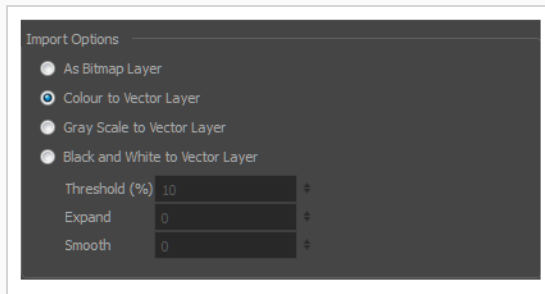 Import Options
As Bitmap Layer
Colour to Vector Layer
Gray Scale to Vector Layer
Black and White to Vector Layer
Threshold (%) 10
Expand 0
Smooth 0